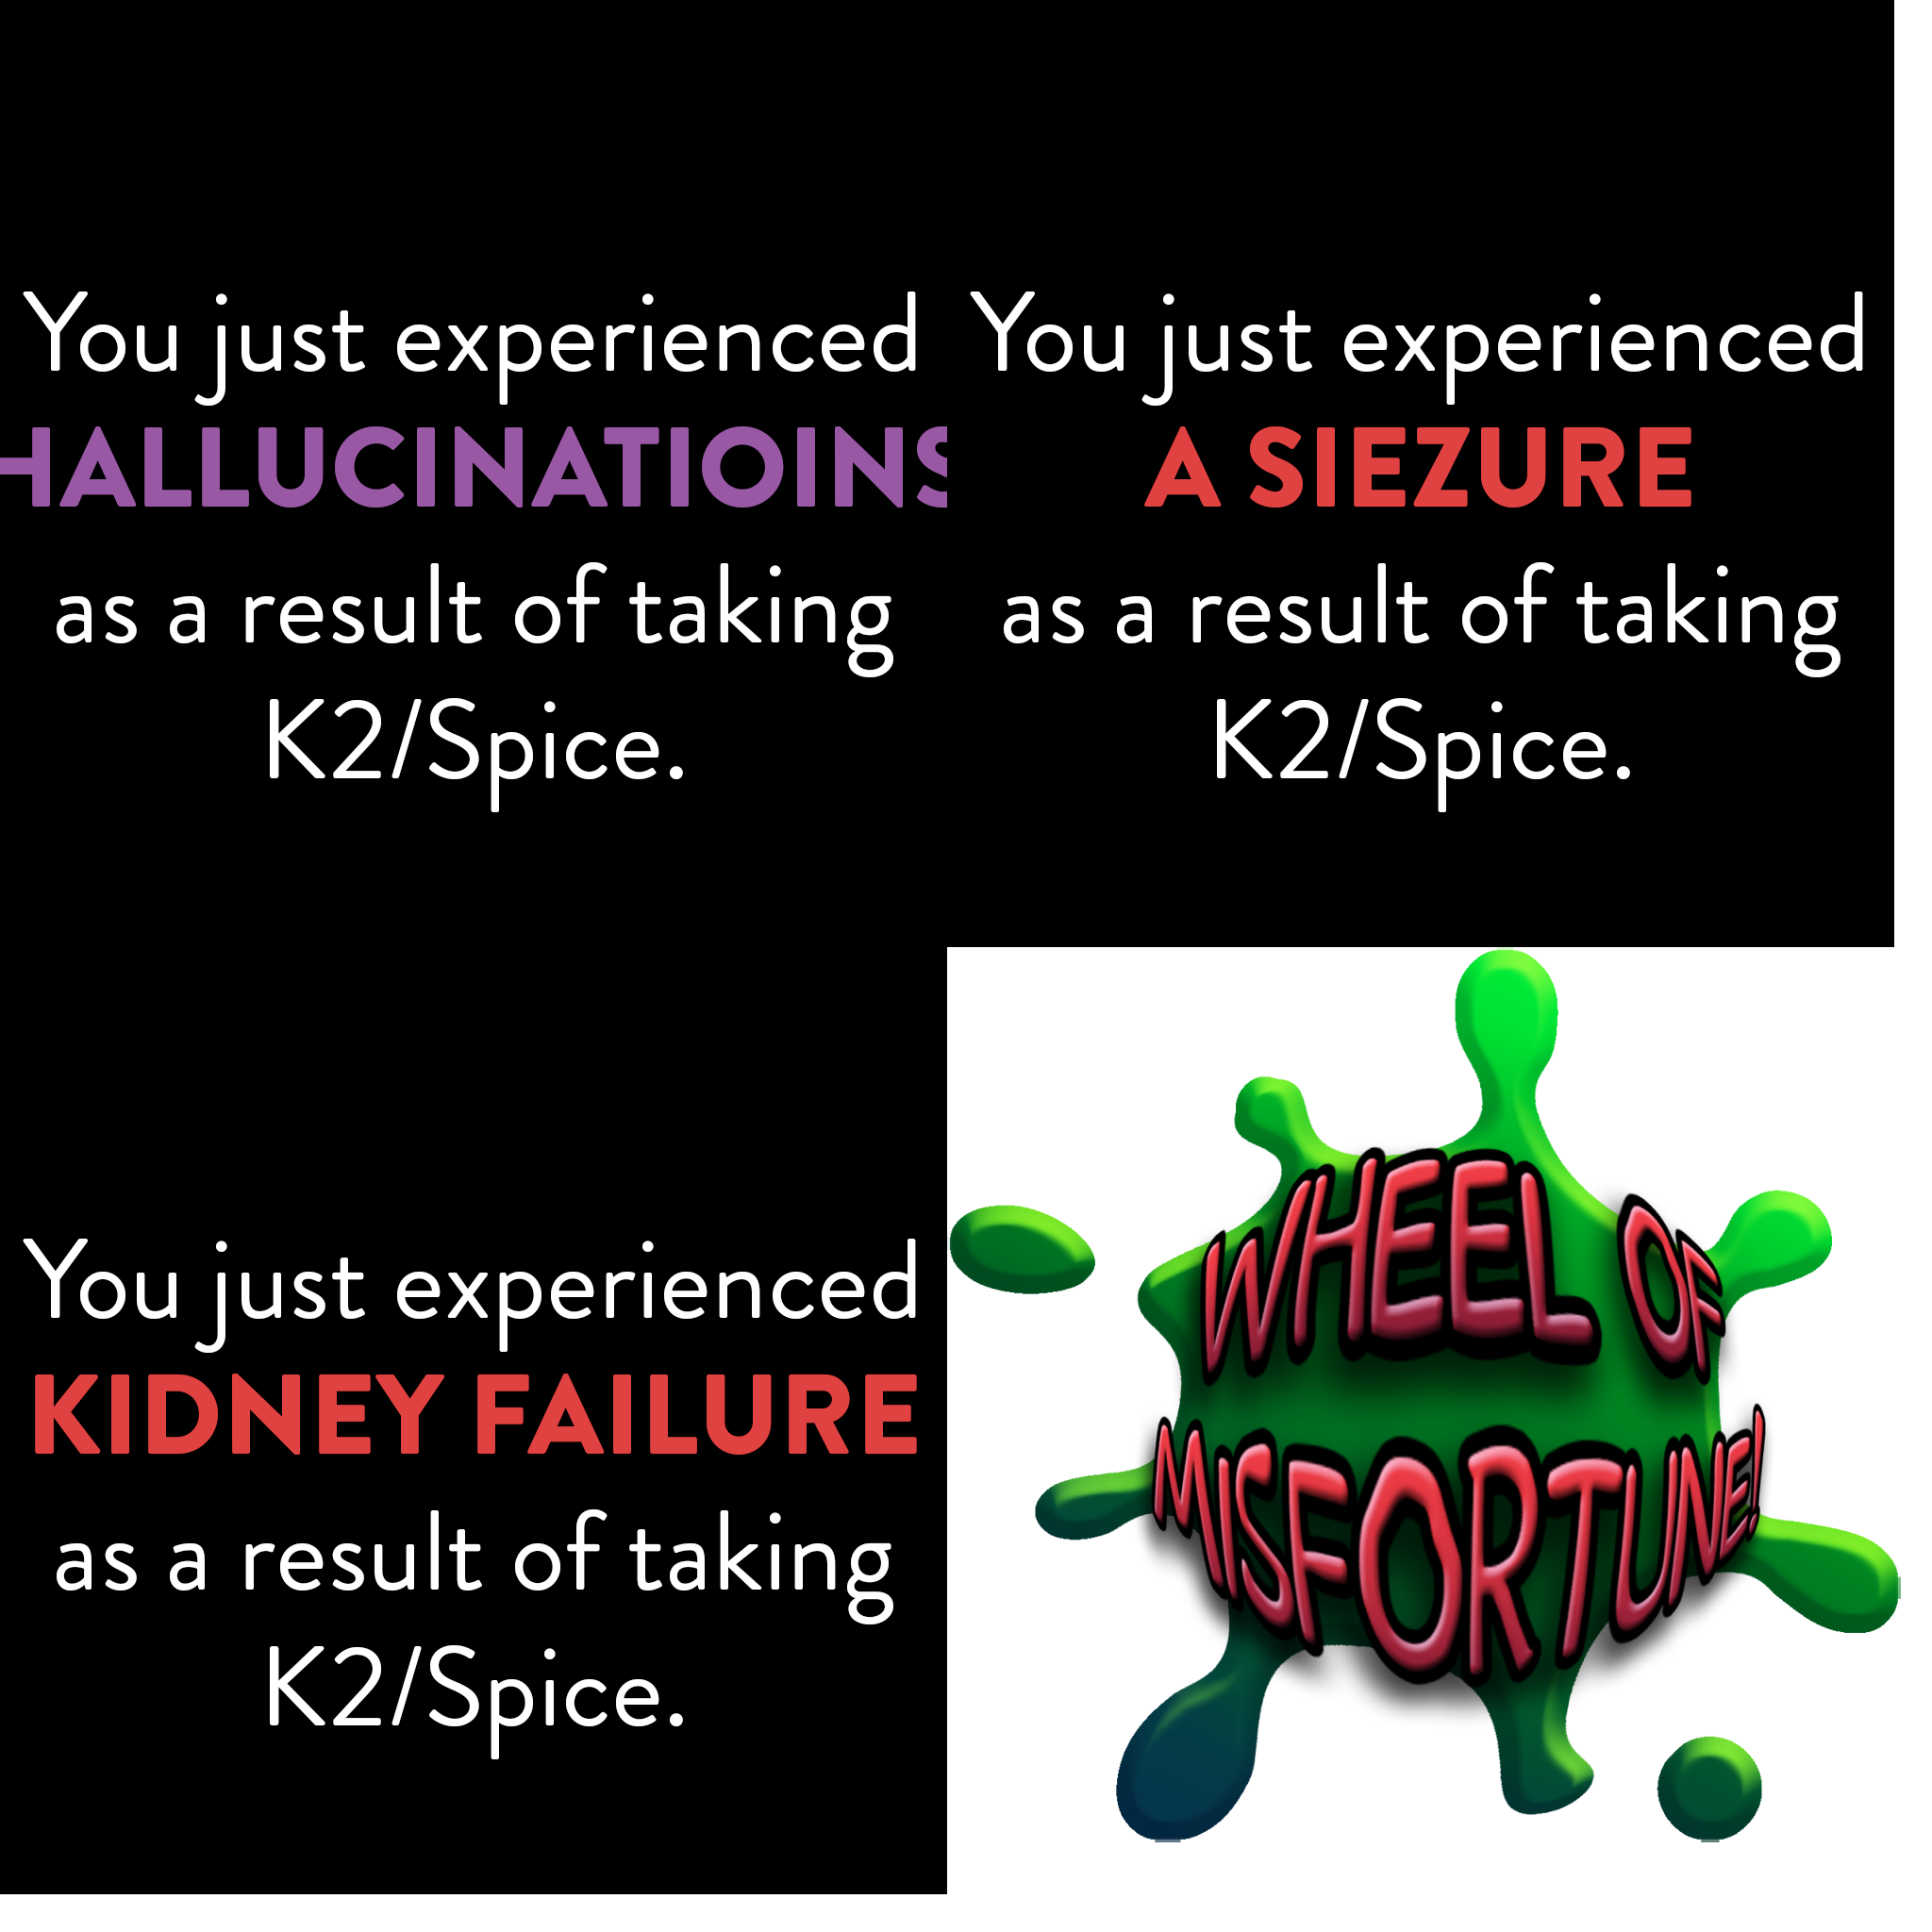 You just experienced
HALLUCINATIOINS
as a result of taking
K2/Spice.
You just experienced
A SIEZURE
as a result of taking
K2/Spice.
You just experienced
KIDNEY FAILURE
as a result of taking
K2/Spice.
WHEEL OF
MISFORTUNE!